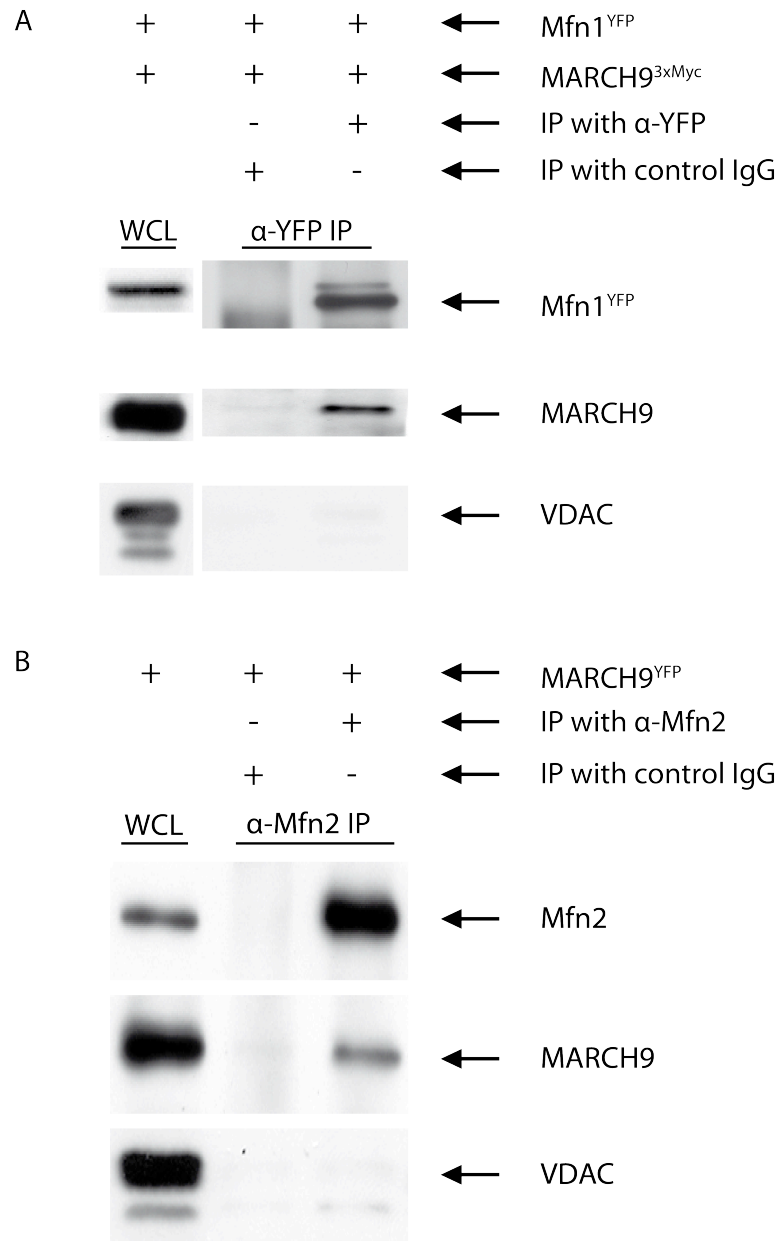 A
+ + + Mfn1YFP
+ + + MARCH93xMyc
- + IP with α-YFP
+ - IP with control IgG
WCL α-YFP IP
Mfn1YFP
MARCH9
VDAC
B
+ + + MARCH9YFP
- + IP with α-Mfn2
+ - IP with control IgG
WCL α-Mfn2 IP
Mfn2
MARCH9
VDAC